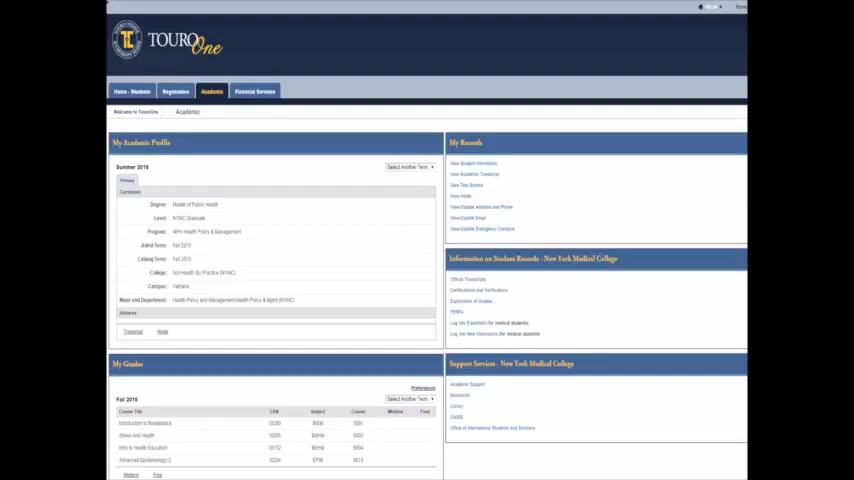 TOURO One
Home - Students
Registration
Academic
Financial Services
Welcome to TouroOne
Academic
My Academic Profile
Summer 2016
Select Another Term
Primary
Curriculum
Degree: Master of Public Health
Level: NYMC Graduate
Program: MPH Health Policy & Management
Admit Term: Fall 2015
Catalog Term: Fall 2015
College: Sch Health Sci Practice (NYMC)
Campus: Valhalla
Major and Department: Health Policy and Management,Health Policy & Mgmt (NYMC)
Advisors
Transcript
Holds
My Grades
Preferences
Fall 2016
Select Another Term
Course Title CRN Subject Course Midterm Final
Introduction to Biostatistics
Stress And Health
Intro to Health Education
Advanced Epidemiology 2
Midterm
Final
My Records
View Student Information
View Academic Transcript
View Test Scores
View Holds
View/Update Address and Phone
View/Update Email
View/Update Emergency Contacts
Information on Student Records - New York Medical College
Official Transcripts
Certifications and Verifications
Explanation of Grades
FERPA
Log into E-portfolio (for medical students)
Log into New Innovations (for medical students)
Support Services - New York Medical College
Academic Support
Bookstore
Library
OASIS
Office of International Students and Scholars